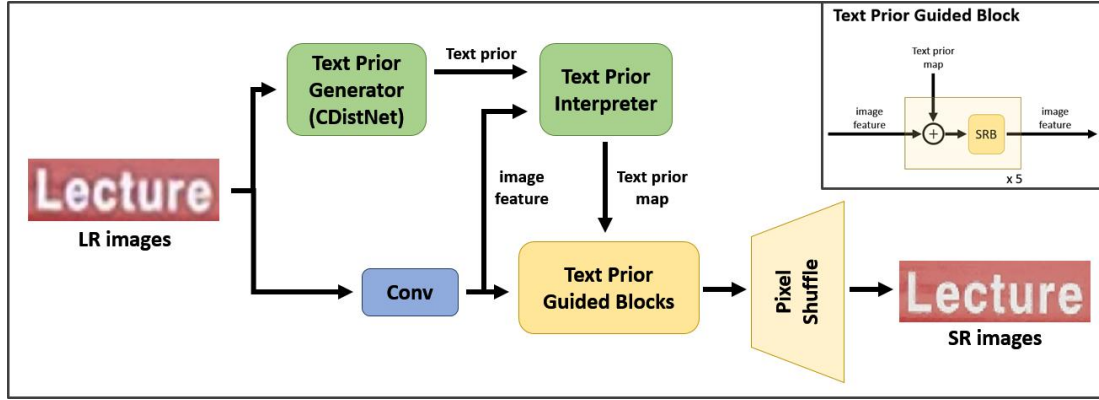 Text Prior Guided Block
Text prior
map
image
feature
+
SRB
image
feature
x 5
Text Prior
Generator
(CDistNet)
Text prior
Text Prior
Interpreter
image
feature
Text prior
map
Lecture
LR images
Conv
Text Prior
Guided Blocks
Pixel
Shuffle
Lecture
SR images